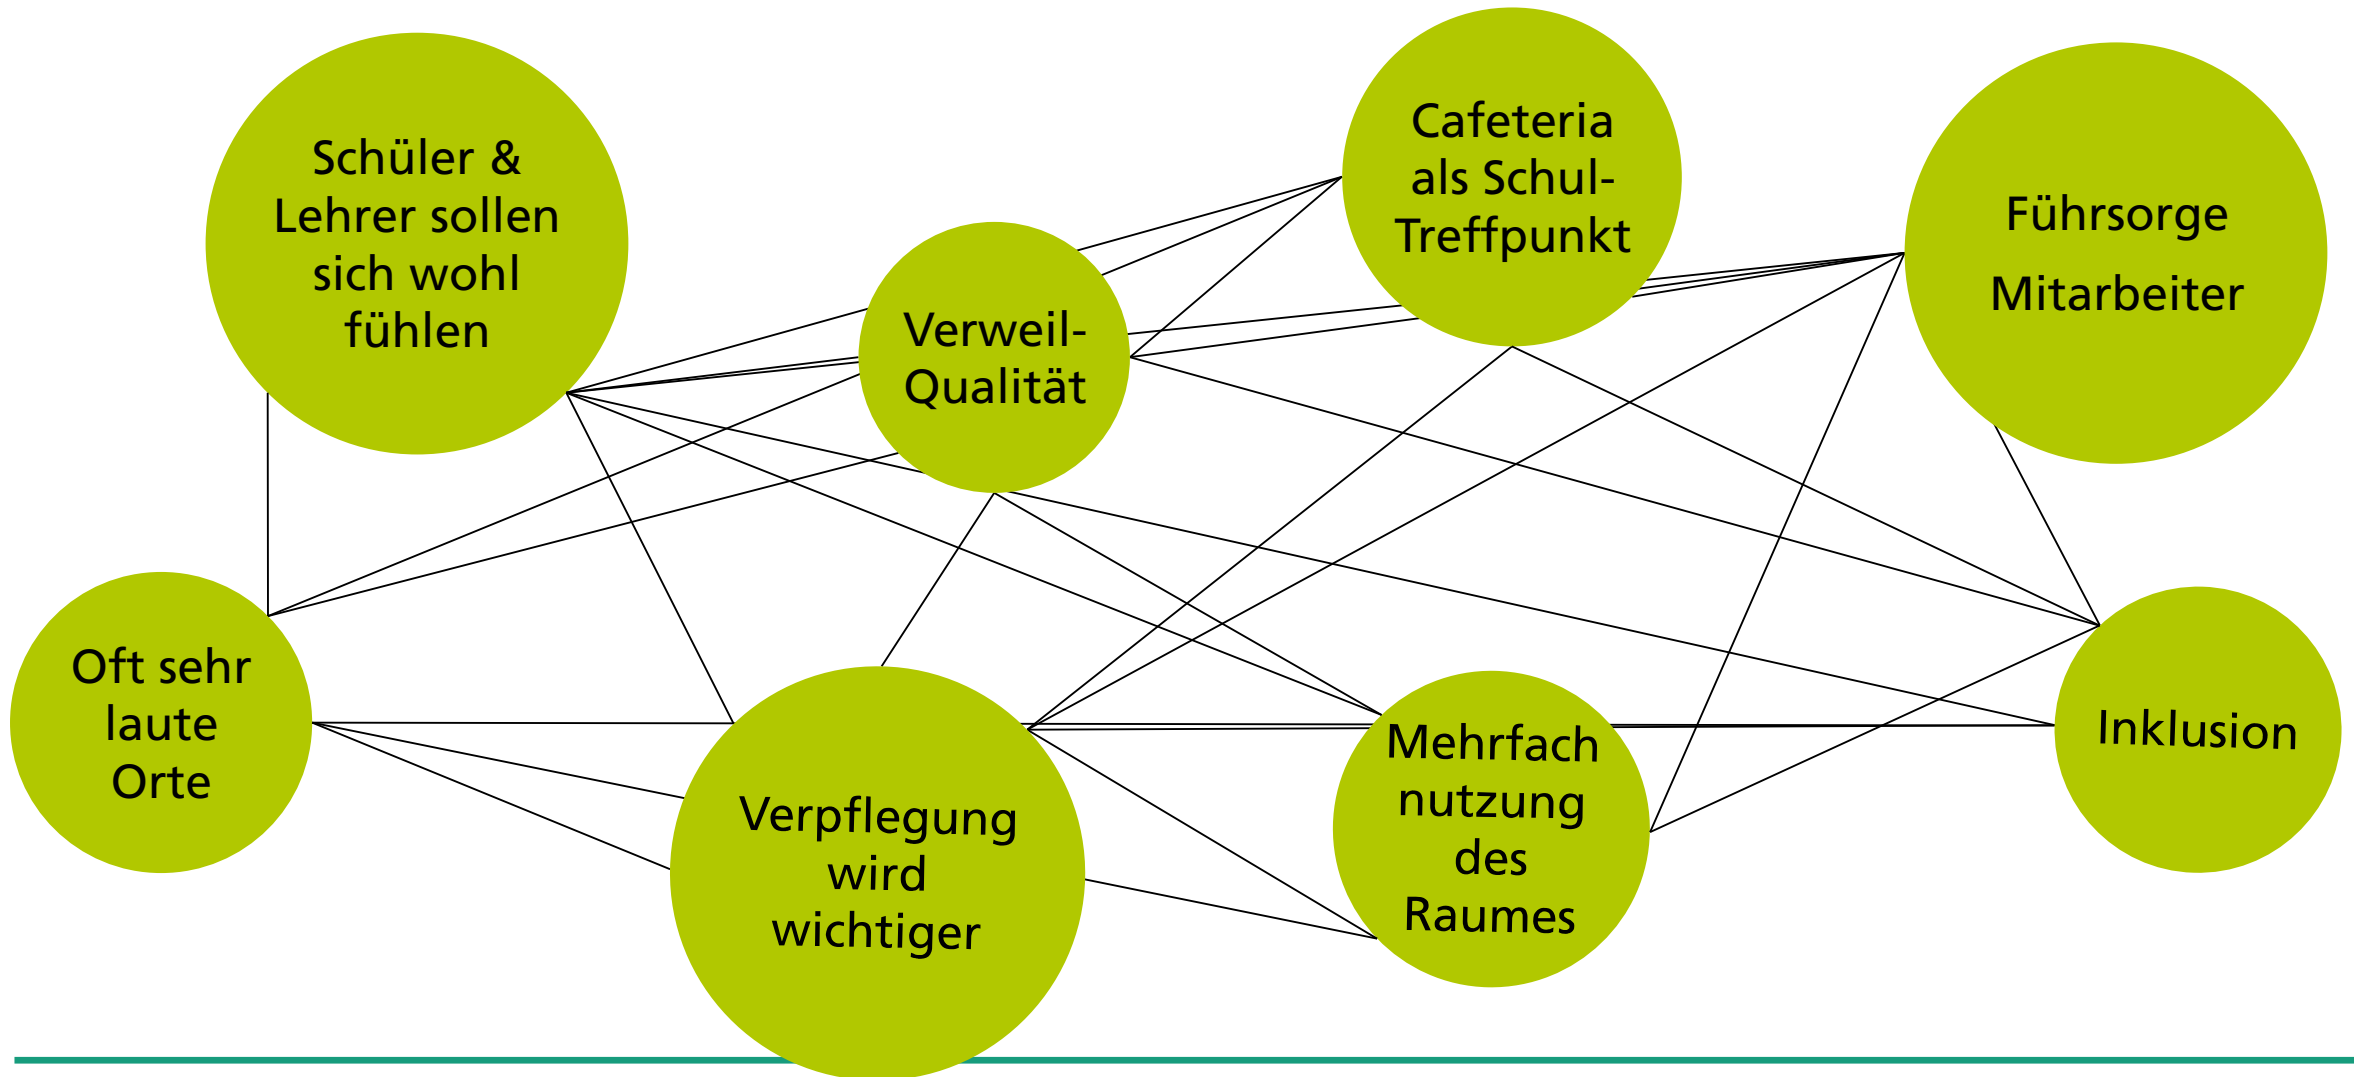 Schüler &
Lehrer sollen
sich wohl
fühlen
Verweil-
Qualität
Cafeteria
als Schul-
Treffpunkt
Führsorge
Mitarbeiter
Oft sehr
laute
Orte
Verpflegung
wird
wichtiger
Mehrfach
nutzung
des
Raumes
Inklusion